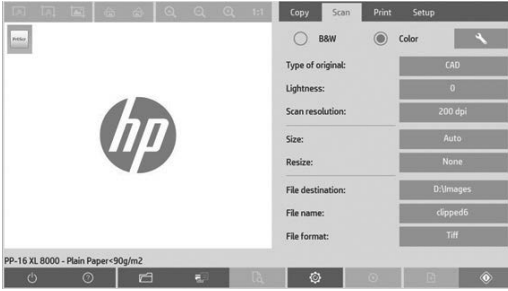 1:1
Copy Scan Print Setup
B&W Color
Type of original: CAD
Lightness: 0
Scan resolution: 200 dpi
Size: Auto
Resize: None
File destination: D:\Images
File name: clipped6
File format: Tiff
hp
PP-16 XL 8000 - Plain Paper<90g/m2